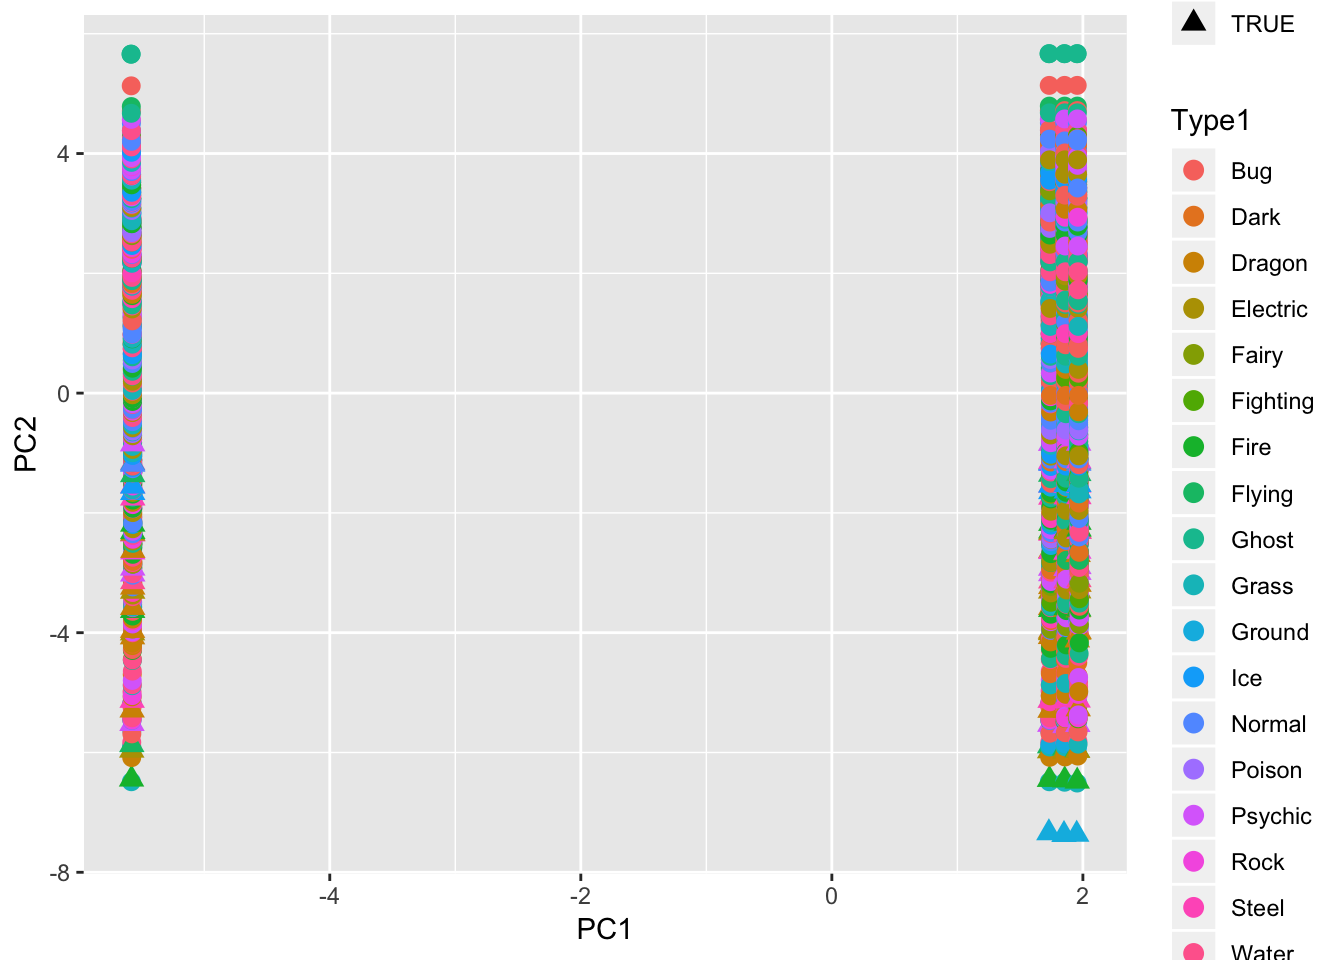 TRUE
Type1
Bug
Dark
Dragon
Electric
Fairy
Fighting
Fire
Flying
Ghost
Grass
Ground
Ice
Normal
Poison
Psychic
Rock
Steel
Water
PC2
4
0
-4
-8
-4
-2
0
2
PC1